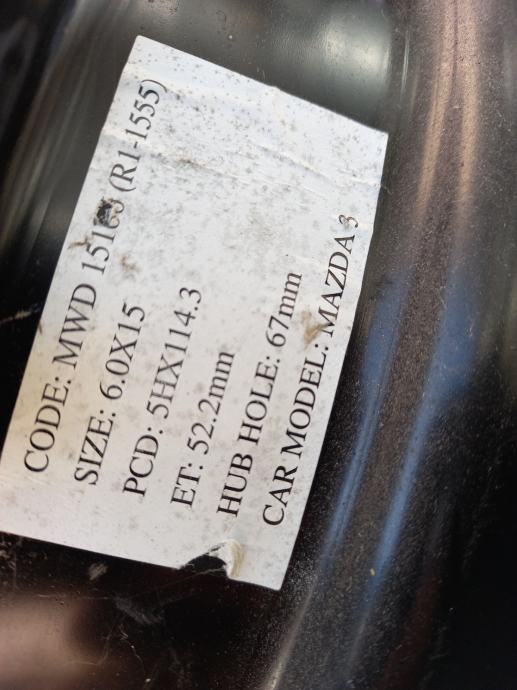 CODE: MWD (R1-1555)
SIZE: 6.0X15
PCD: 5HX114.3
ET: 52.2mm
HUB HOLE: 67mm
CAR MODEL: MAZDA 3